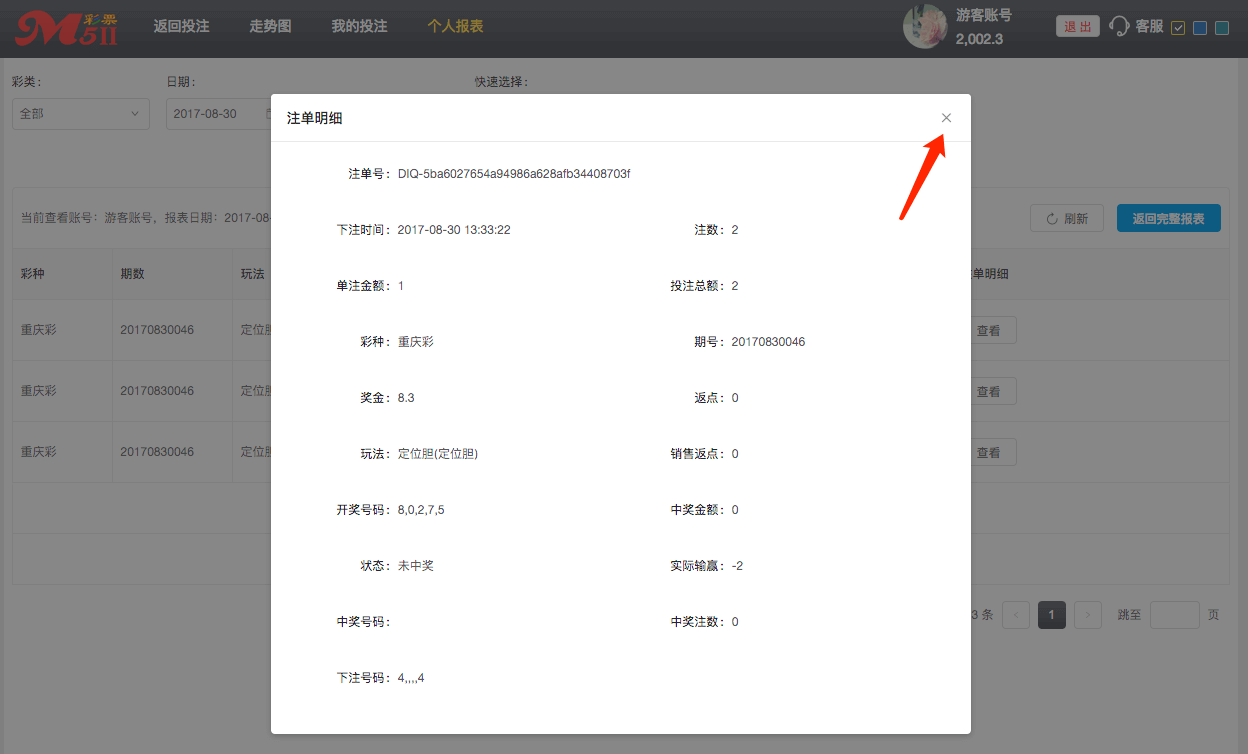 M彩票5II 返回投注 走势图 我的投注 个人报表 游客账号 2,002.3 退 出 客服
彩类： 日期： 快速选择：
全部 2017-08-30
注单明细
注单号： DIQ-5ba6027654a94986a628afb34408703f
下注时间： 2017-08-30 13:33:22 注数： 2
当前查看账号：游客账号，报表日期：2017-08- 刷新 返回完整报表
单注金额： 1 投注总额： 2
彩种 期数 玩法 单明细
彩种： 重庆彩 期号： 20170830046
重庆彩 20170830046 定位胆 查看
奖金： 8.3 返点： 0
重庆彩 20170830046 定位胆 查看
玩法： 定位胆(定位胆) 销售返点： 0
重庆彩 20170830046 定位胆 查看
开奖号码： 8,0,2,7,5 中奖金额： 0
状态： 未中奖 实际输赢： -2
中奖号码： 中奖注数： 0
3 条 < 1 > 跳至 页
下注号码： 4,,,,4